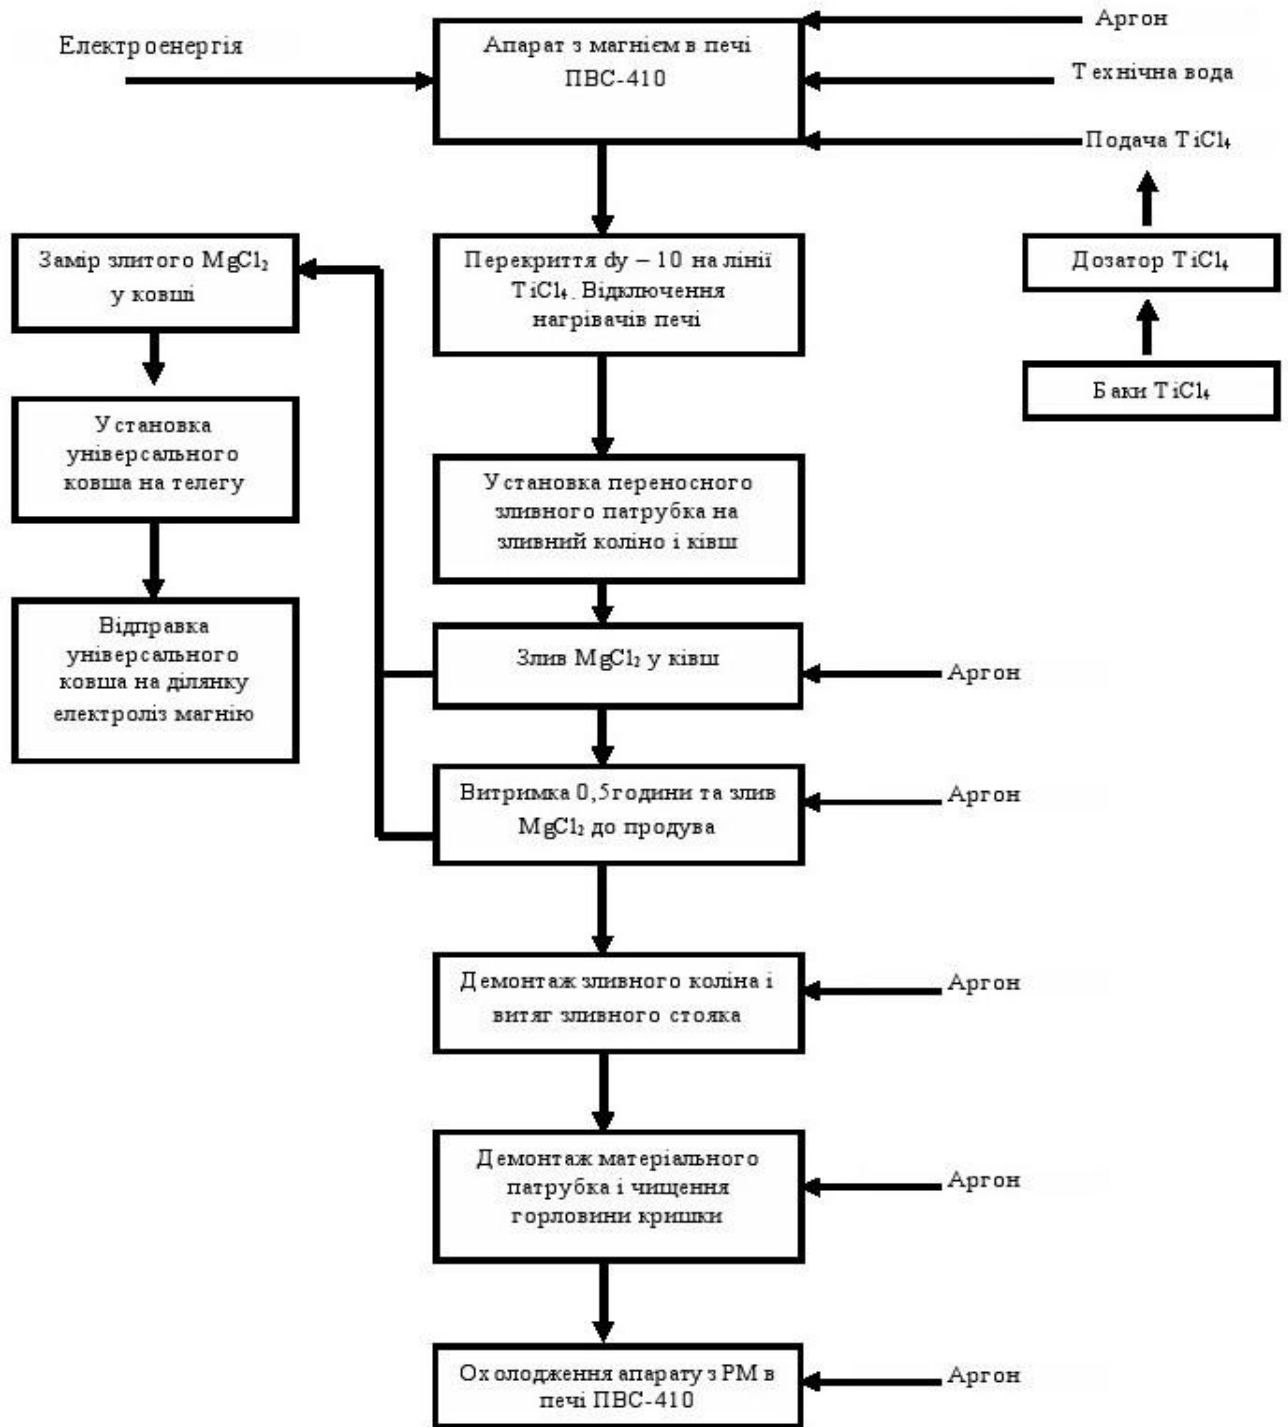 Електроенергія
Апарат з магнієм в печі
ПВС-410
Аргон
Технічна вода
Подача TiCl₄
Дозатор TiCl₄
Баки TiCl₄
Перекриття dy – 10 на лінії
TiCl₄. Відключення
нагрівачів печі
Замір злитого MgCl₂
у ковші
Установка
універсального
ковша на телегу
Відправка
універсального
ковша на ділянку
електроліз магнію
Установка переносного
зливного патрубка на
зливний коліно і ківш
Злив MgCl₂ у ківш
Аргон
Витримка 0,5години та злив
MgCl₂ до продува
Аргон
Демонтаж зливного коліна і
витяг зливного стояка
Аргон
Демонтаж матеріального
патрубка і чищення
горловини кришки
Аргон
Охолодження апарату з РМ в
печі ПВС-410
Аргон